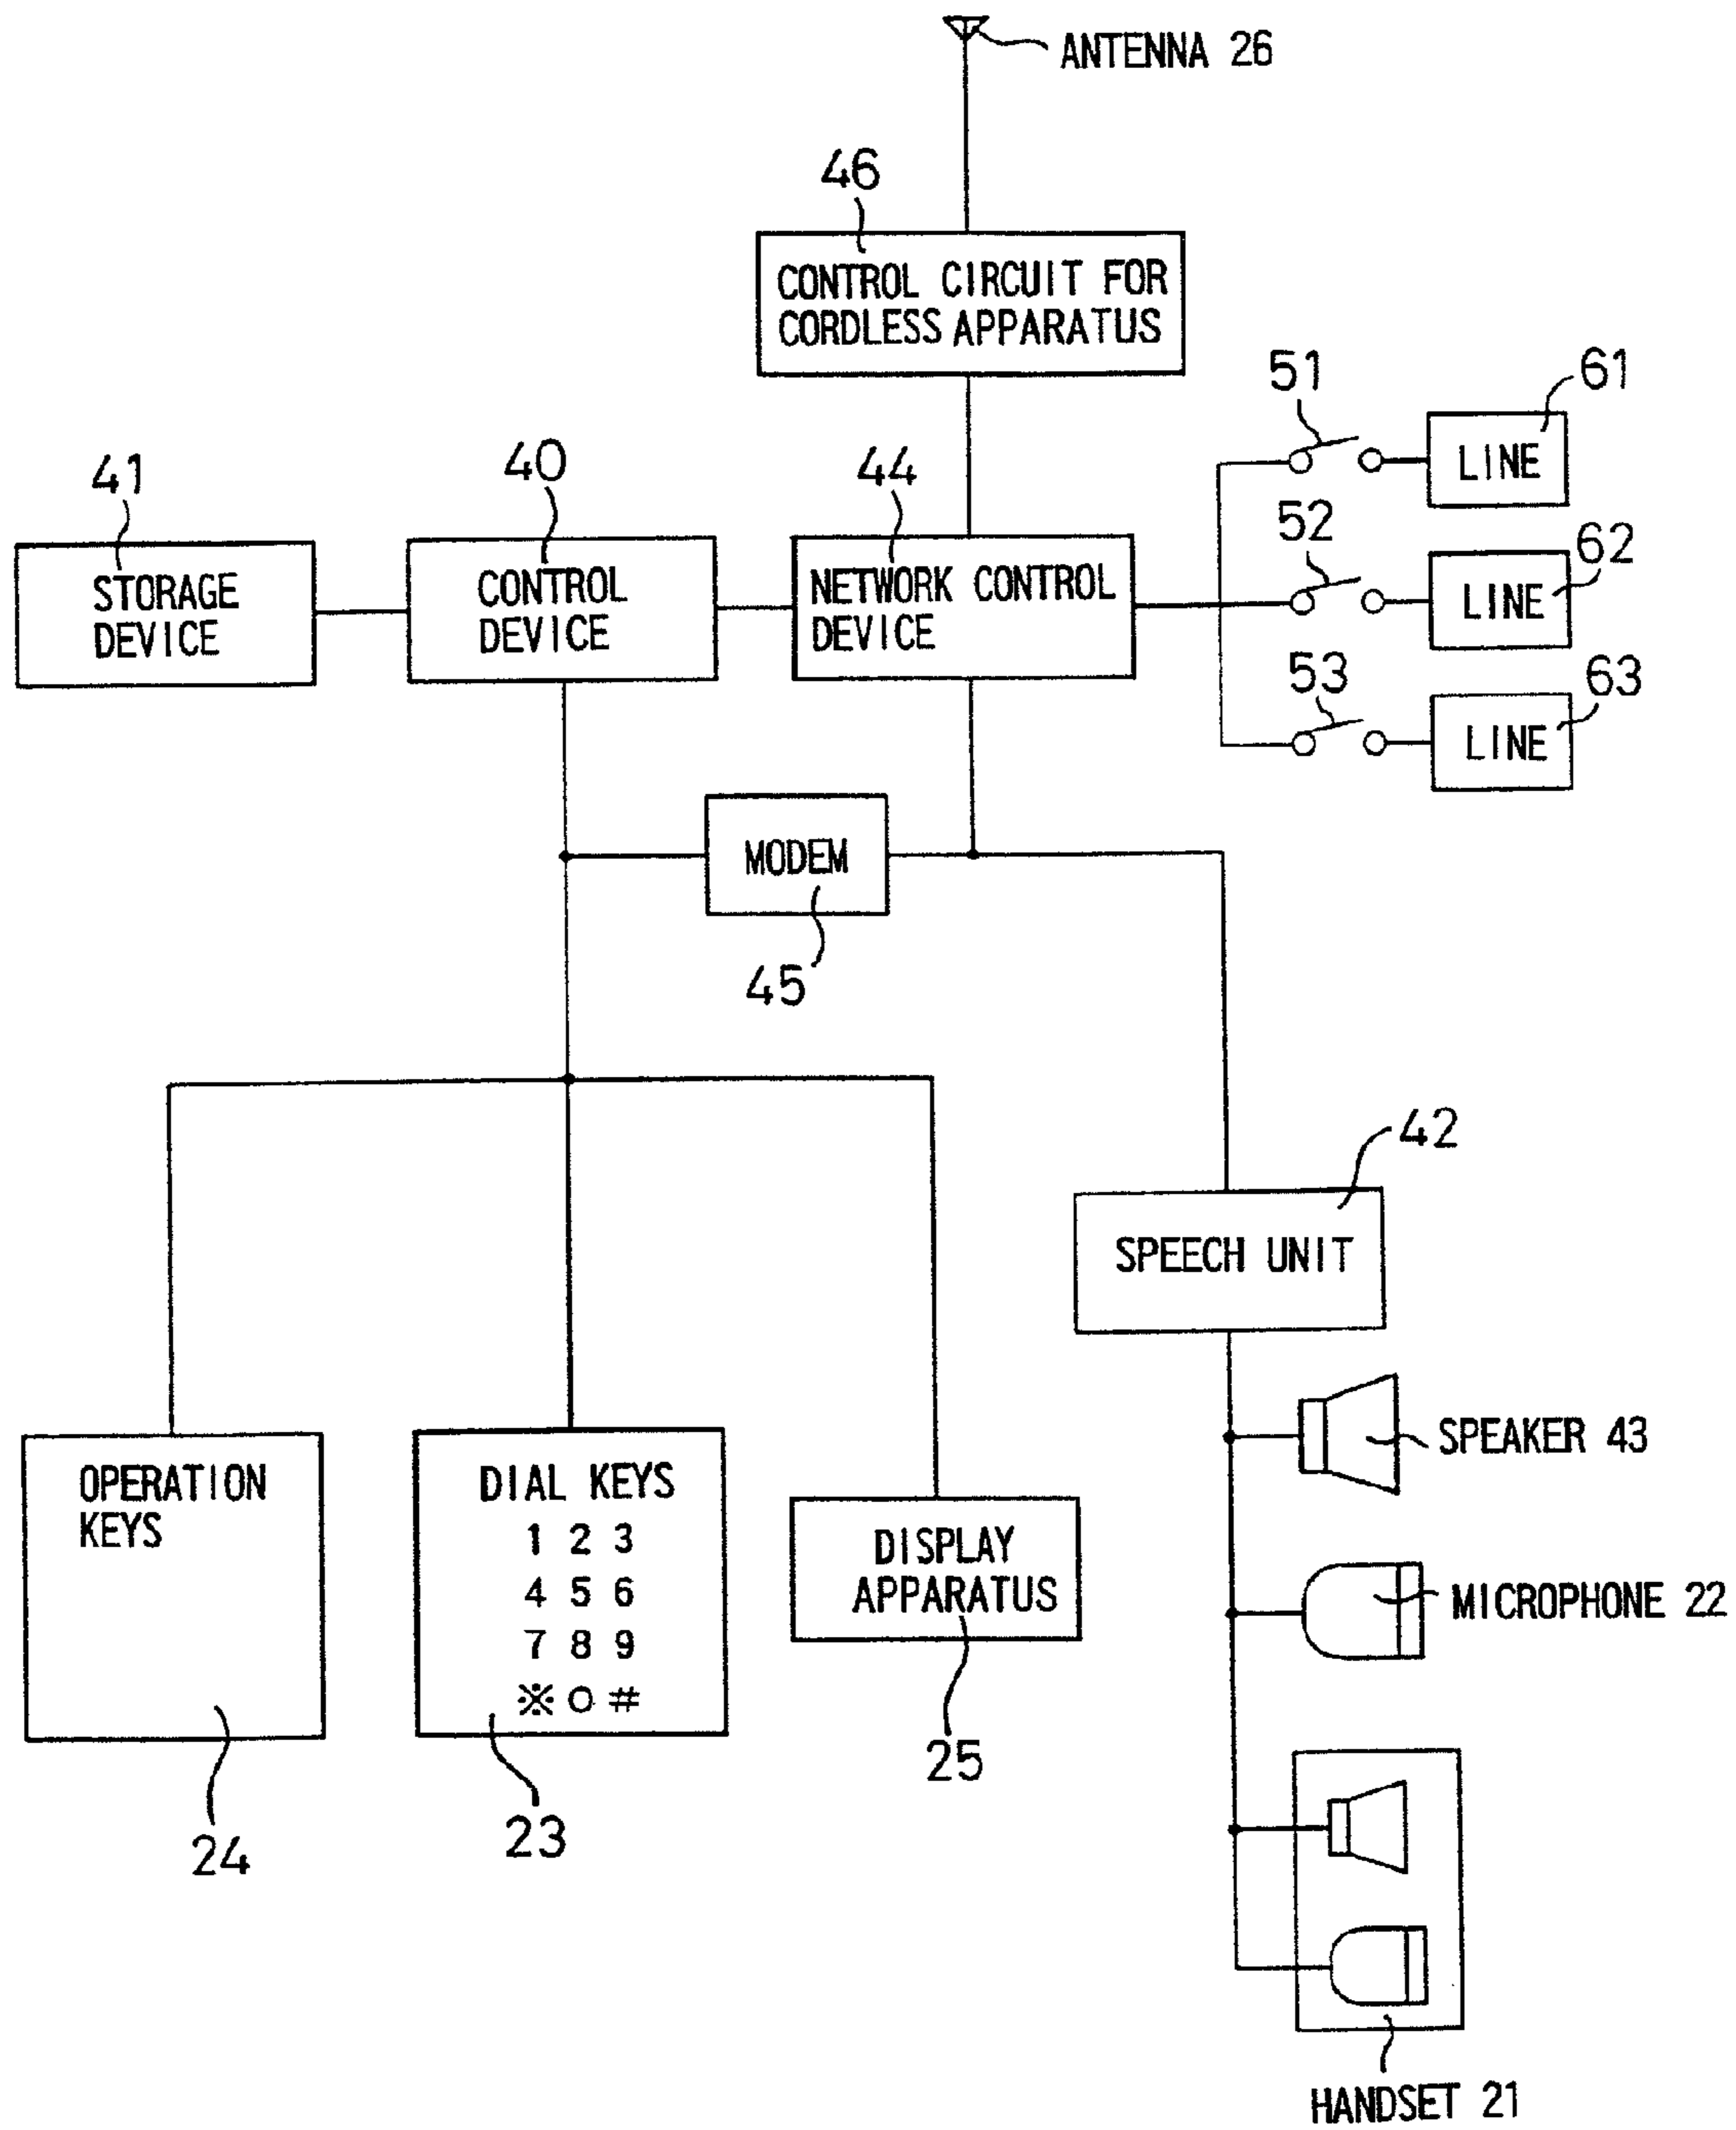 ANTENNA 26
46
CONTROL CIRCUIT FOR
CORDLESS APPARATUS
51
61
LINE
41
STORAGE
DEVICE
40
CONTROL
DEVICE
44
NETWORK CONTROL
DEVICE
52
62
LINE
53
63
LINE
MODEM
45
42
SPEECH UNIT
SPEAKER 43
OPERATION
KEYS
24
DIAL KEYS
1 2 3
4 5 6
7 8 9
※ 0 #
23
DISPLAY
APPARATUS
25
MICROPHONE 22
HANDSET 21